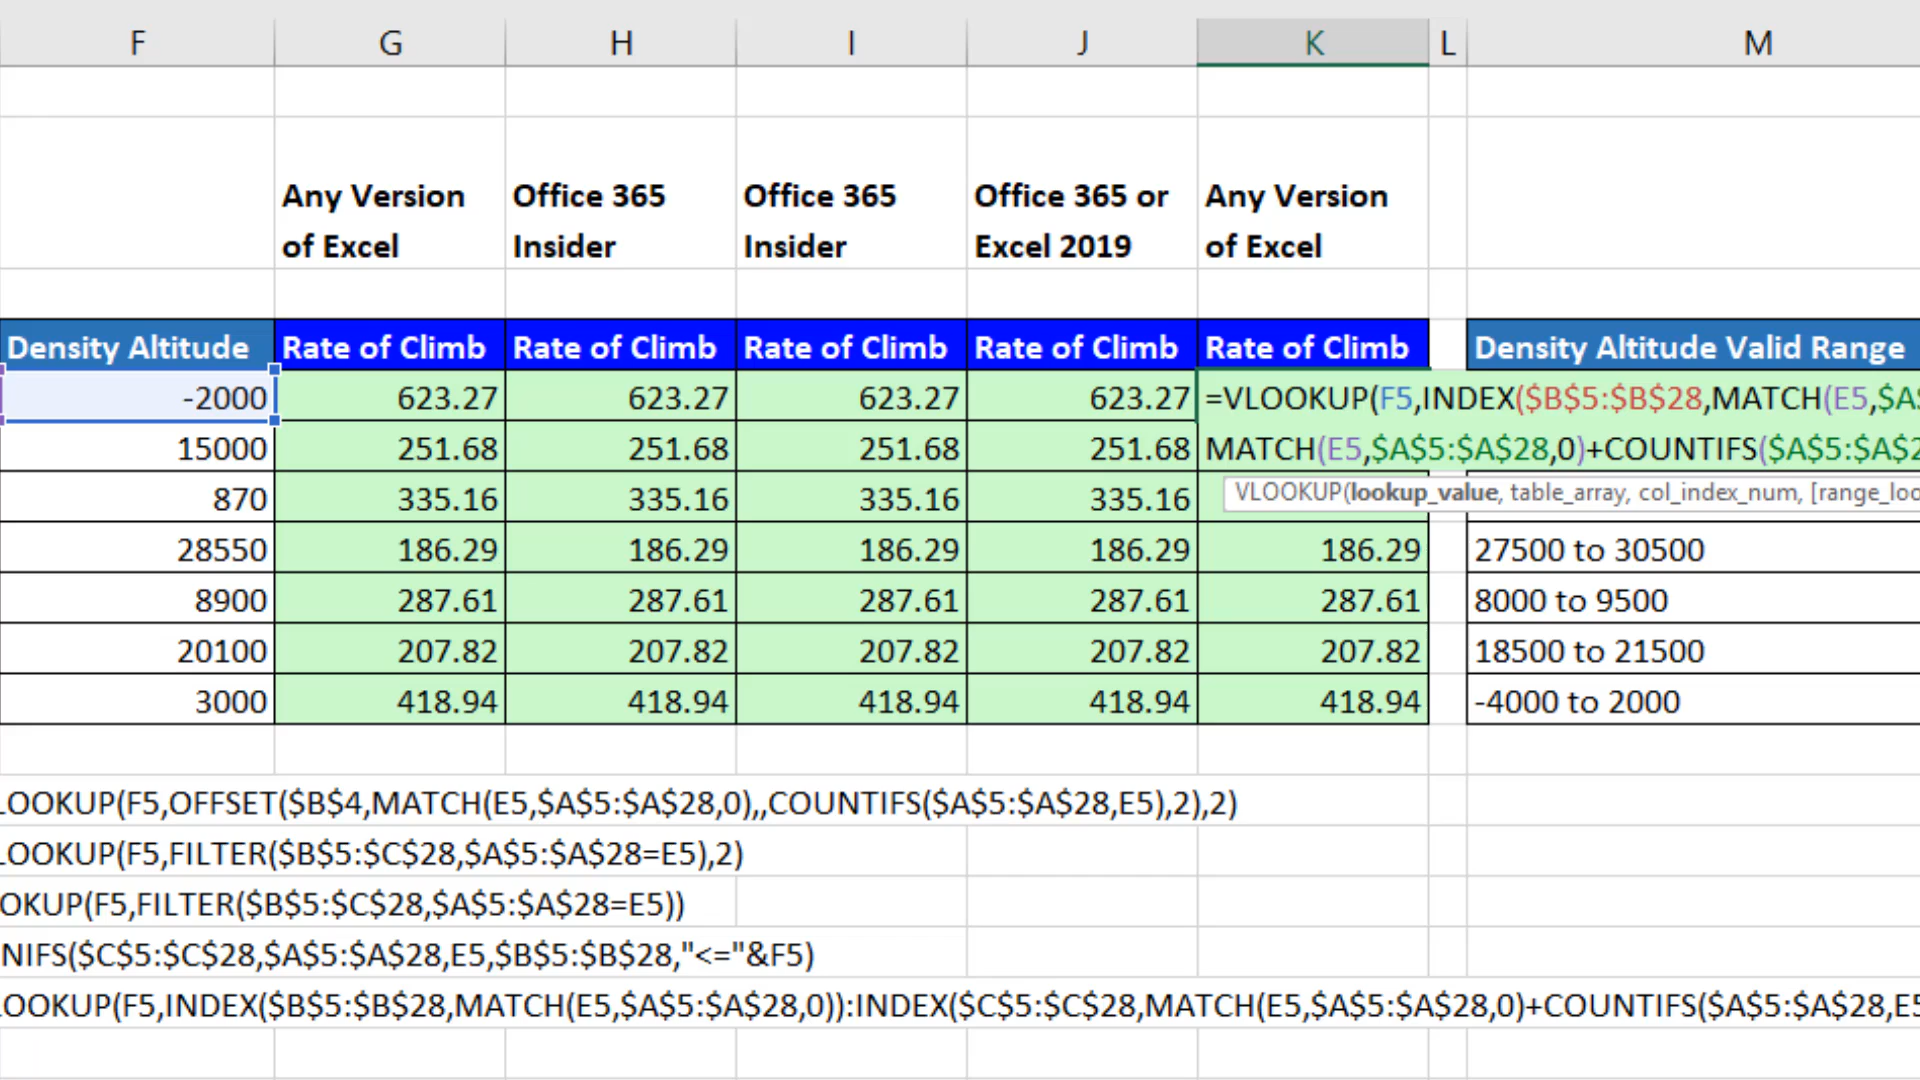 F G H I J K L M
Any Version Office 365 Office 365 Office 365 or Any Version
of Excel Insider Insider Excel 2019 of Excel
Density Altitude Rate of Climb Rate of Climb Rate of Climb Rate of Climb Rate of Climb Density Altitude Valid Range
-2000 623.27 623.27 623.27 623.27 =VLOOKUP(F5,INDEX($B$5:$B$28,MATCH(E5,$A$
15000 251.68 251.68 251.68 251.68 MATCH(E5,$A$5:$A$28,0)+COUNTIFS($A$5:$A$2
870 335.16 335.16 335.16 335.16 VLOOKUP(lookup_value, table_array, col_index_num, [range_loo
28550 186.29 186.29 186.29 186.29 186.29 27500 to 30500
8900 287.61 287.61 287.61 287.61 287.61 8000 to 9500
20100 207.82 207.82 207.82 207.82 207.82 18500 to 21500
3000 418.94 418.94 418.94 418.94 418.94 -4000 to 2000
LOOKUP(F5,OFFSET($B$4,MATCH(E5,$A$5:$A$28,0),,COUNTIFS($A$5:$A$28,E5),2),2)
LOOKUP(F5,FILTER($B$5:$C$28,$A$5:$A$28=E5),2)
OKUP(F5,FILTER($B$5:$C$28,$A$5:$A$28=E5))
NIFS($C$5:$C$28,$A$5:$A$28,E5,$B$5:$B$28,"<="&F5)
LOOKUP(F5,INDEX($B$5:$B$28,MATCH(E5,$A$5:$A$28,0)):INDEX($C$5:$C$28,MATCH(E5,$A$5:$A$28,0)+COUNTIFS($A$5:$A$28,E5